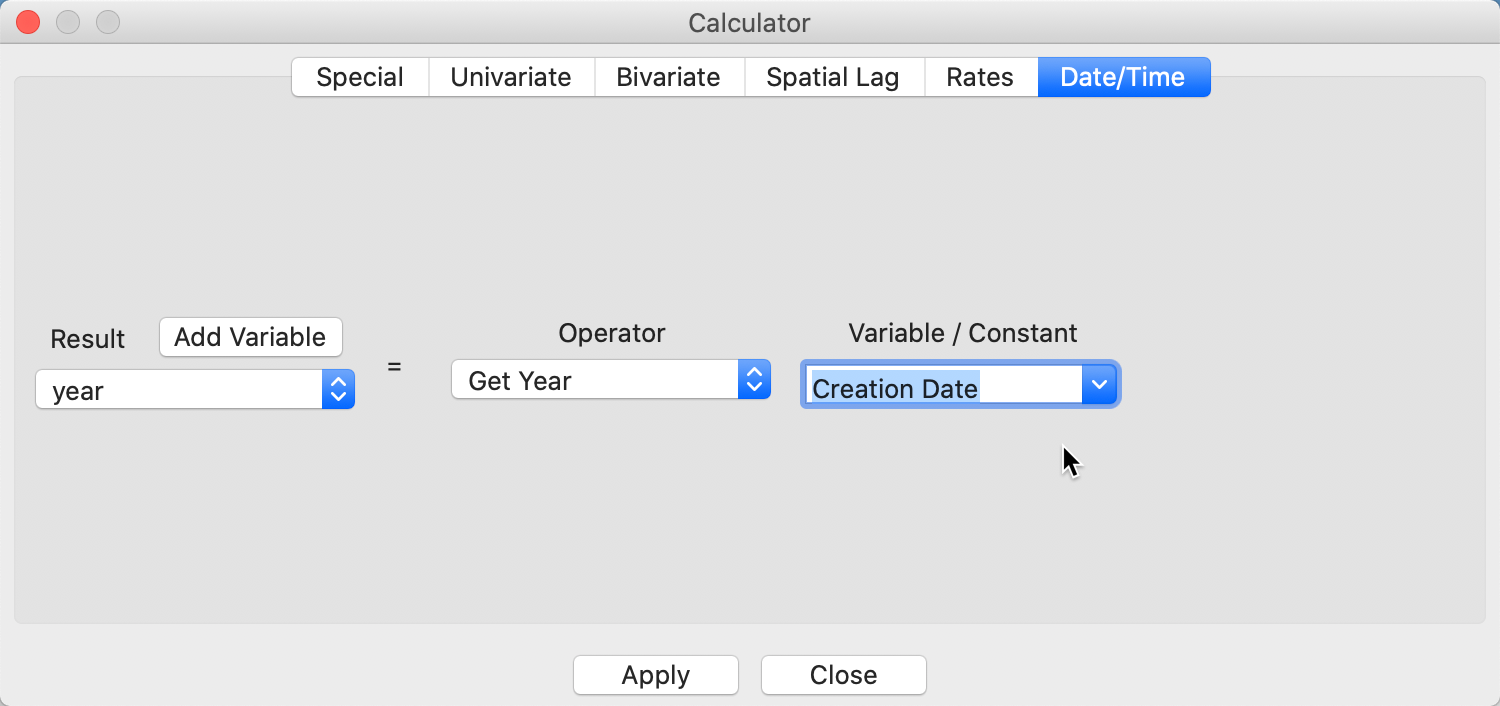 Calculator
Special Univariate Bivariate Spatial Lag Rates Date/Time
Result Add Variable Operator Variable / Constant
year = Get Year Creation Date
Apply Close